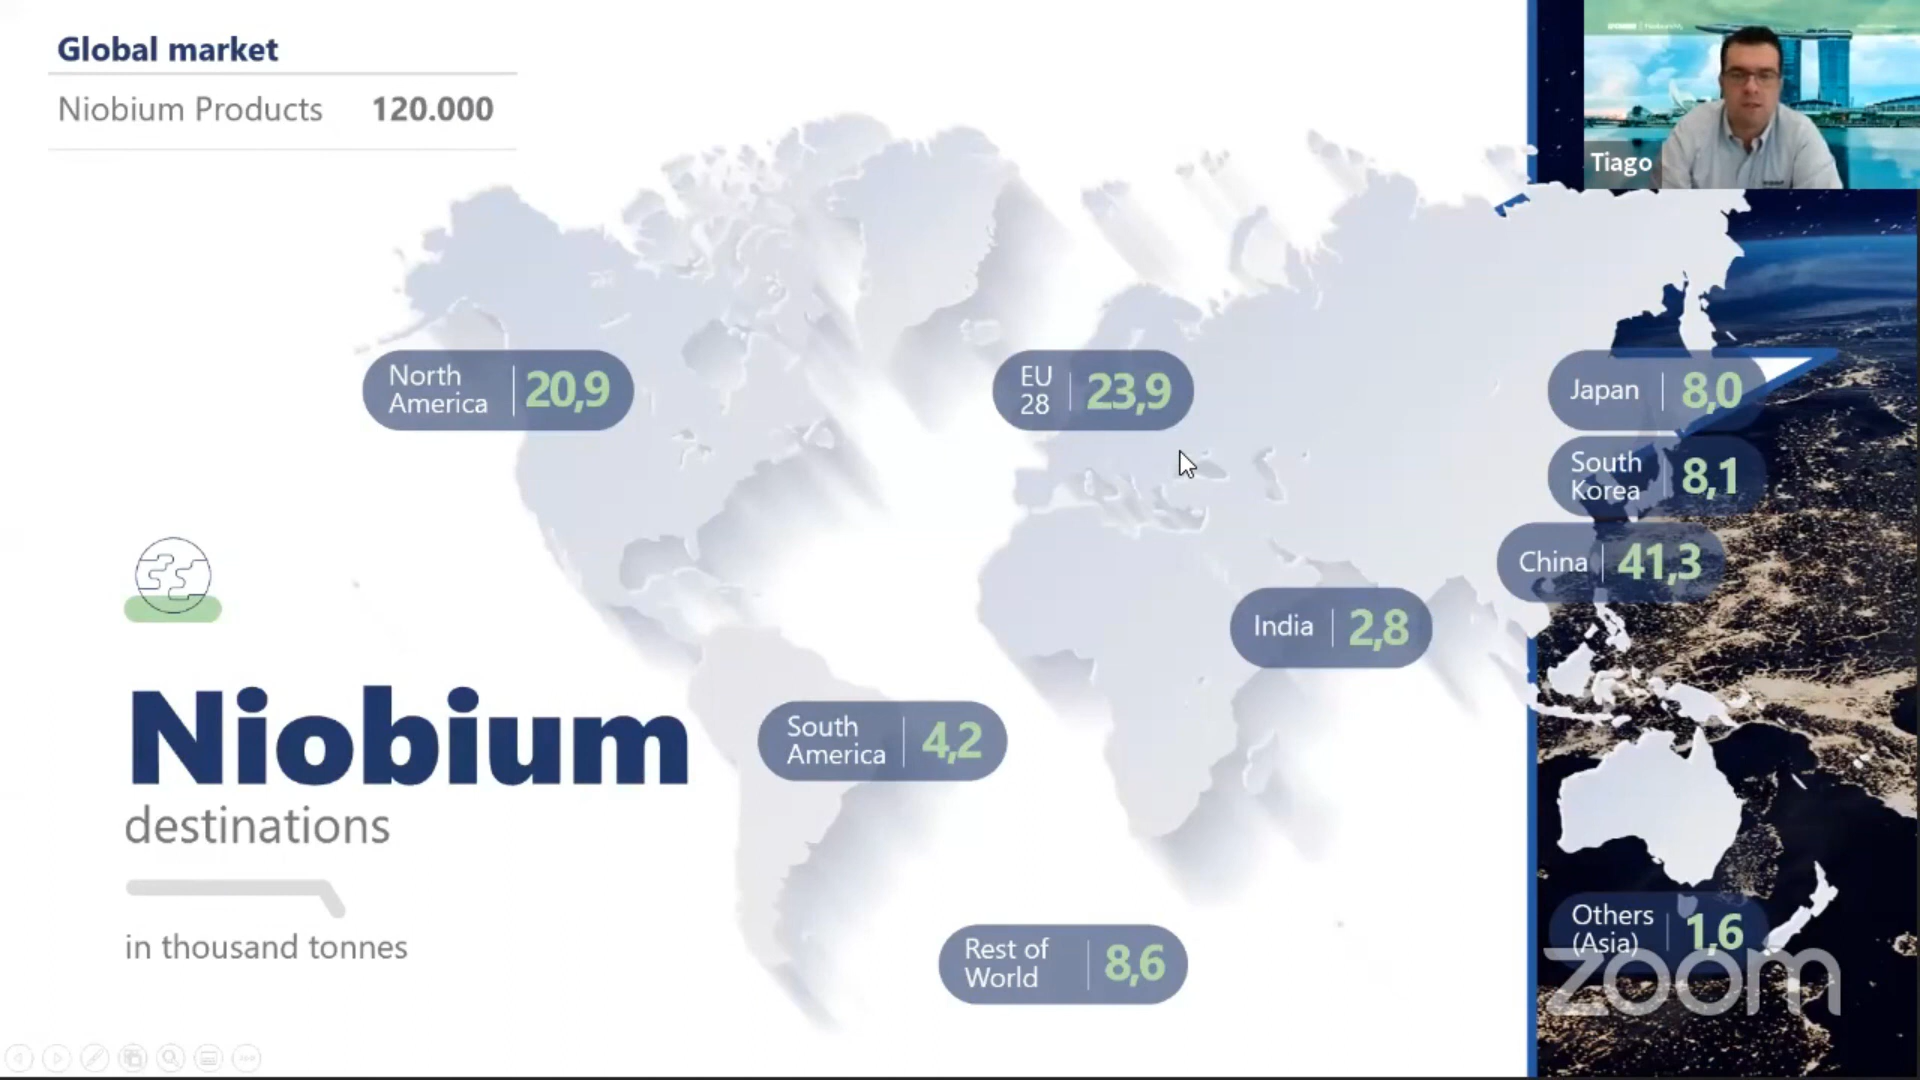 Global market
Niobium Products 120.000
Tiago
North
America 20,9
EU
28 23,9
Japan 8,0
South
Korea 8,1
China 41,3
India 2,8
South
America 4,2
Niobium
destinations
in thousand tonnes
Rest of
World 8,6
Others
(Asia) 1,6
zoom